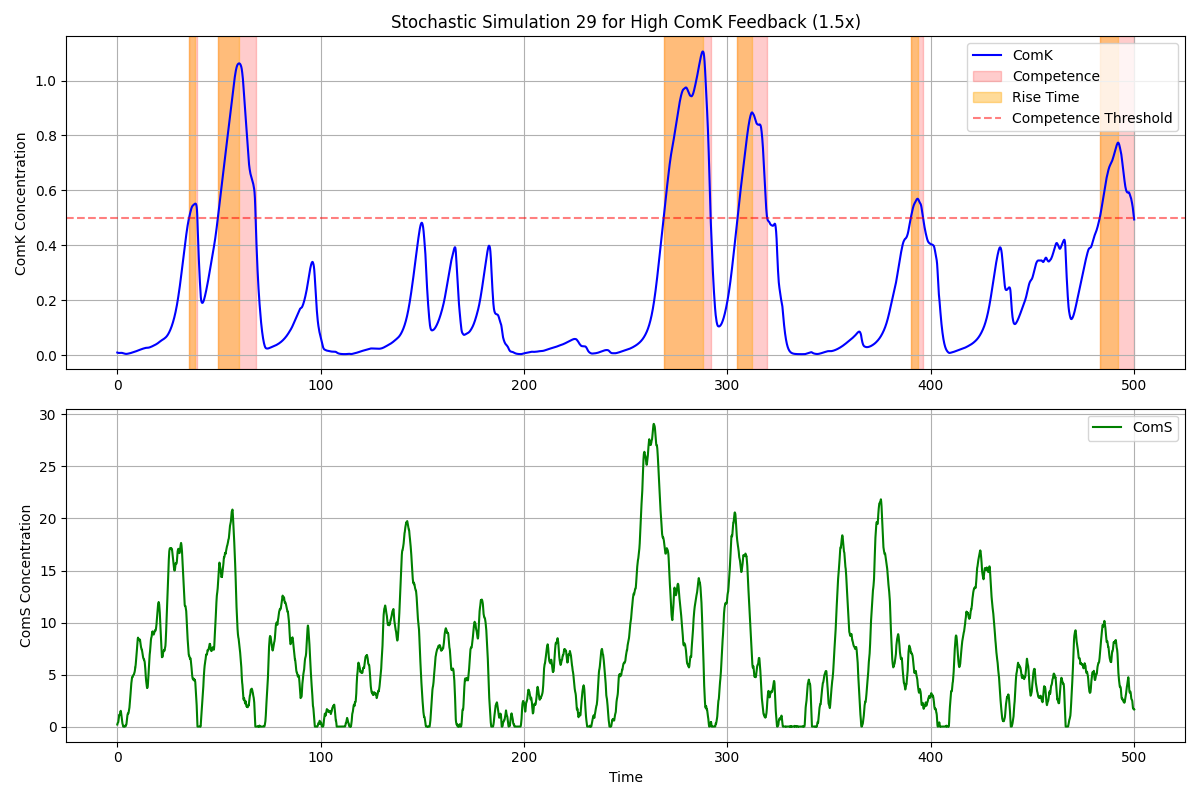 Stochastic Simulation 29 for High ComK Feedback (1.5x)
ComK Concentration
1.0
0.8
0.6
0.4
0.2
0.0
ComK
Competence
Rise Time
Competence Threshold
0 100 200 300 400 500
ComS Concentration
30
25
20
15
10
5
0
ComS
0 100 200 300 400 500
Time